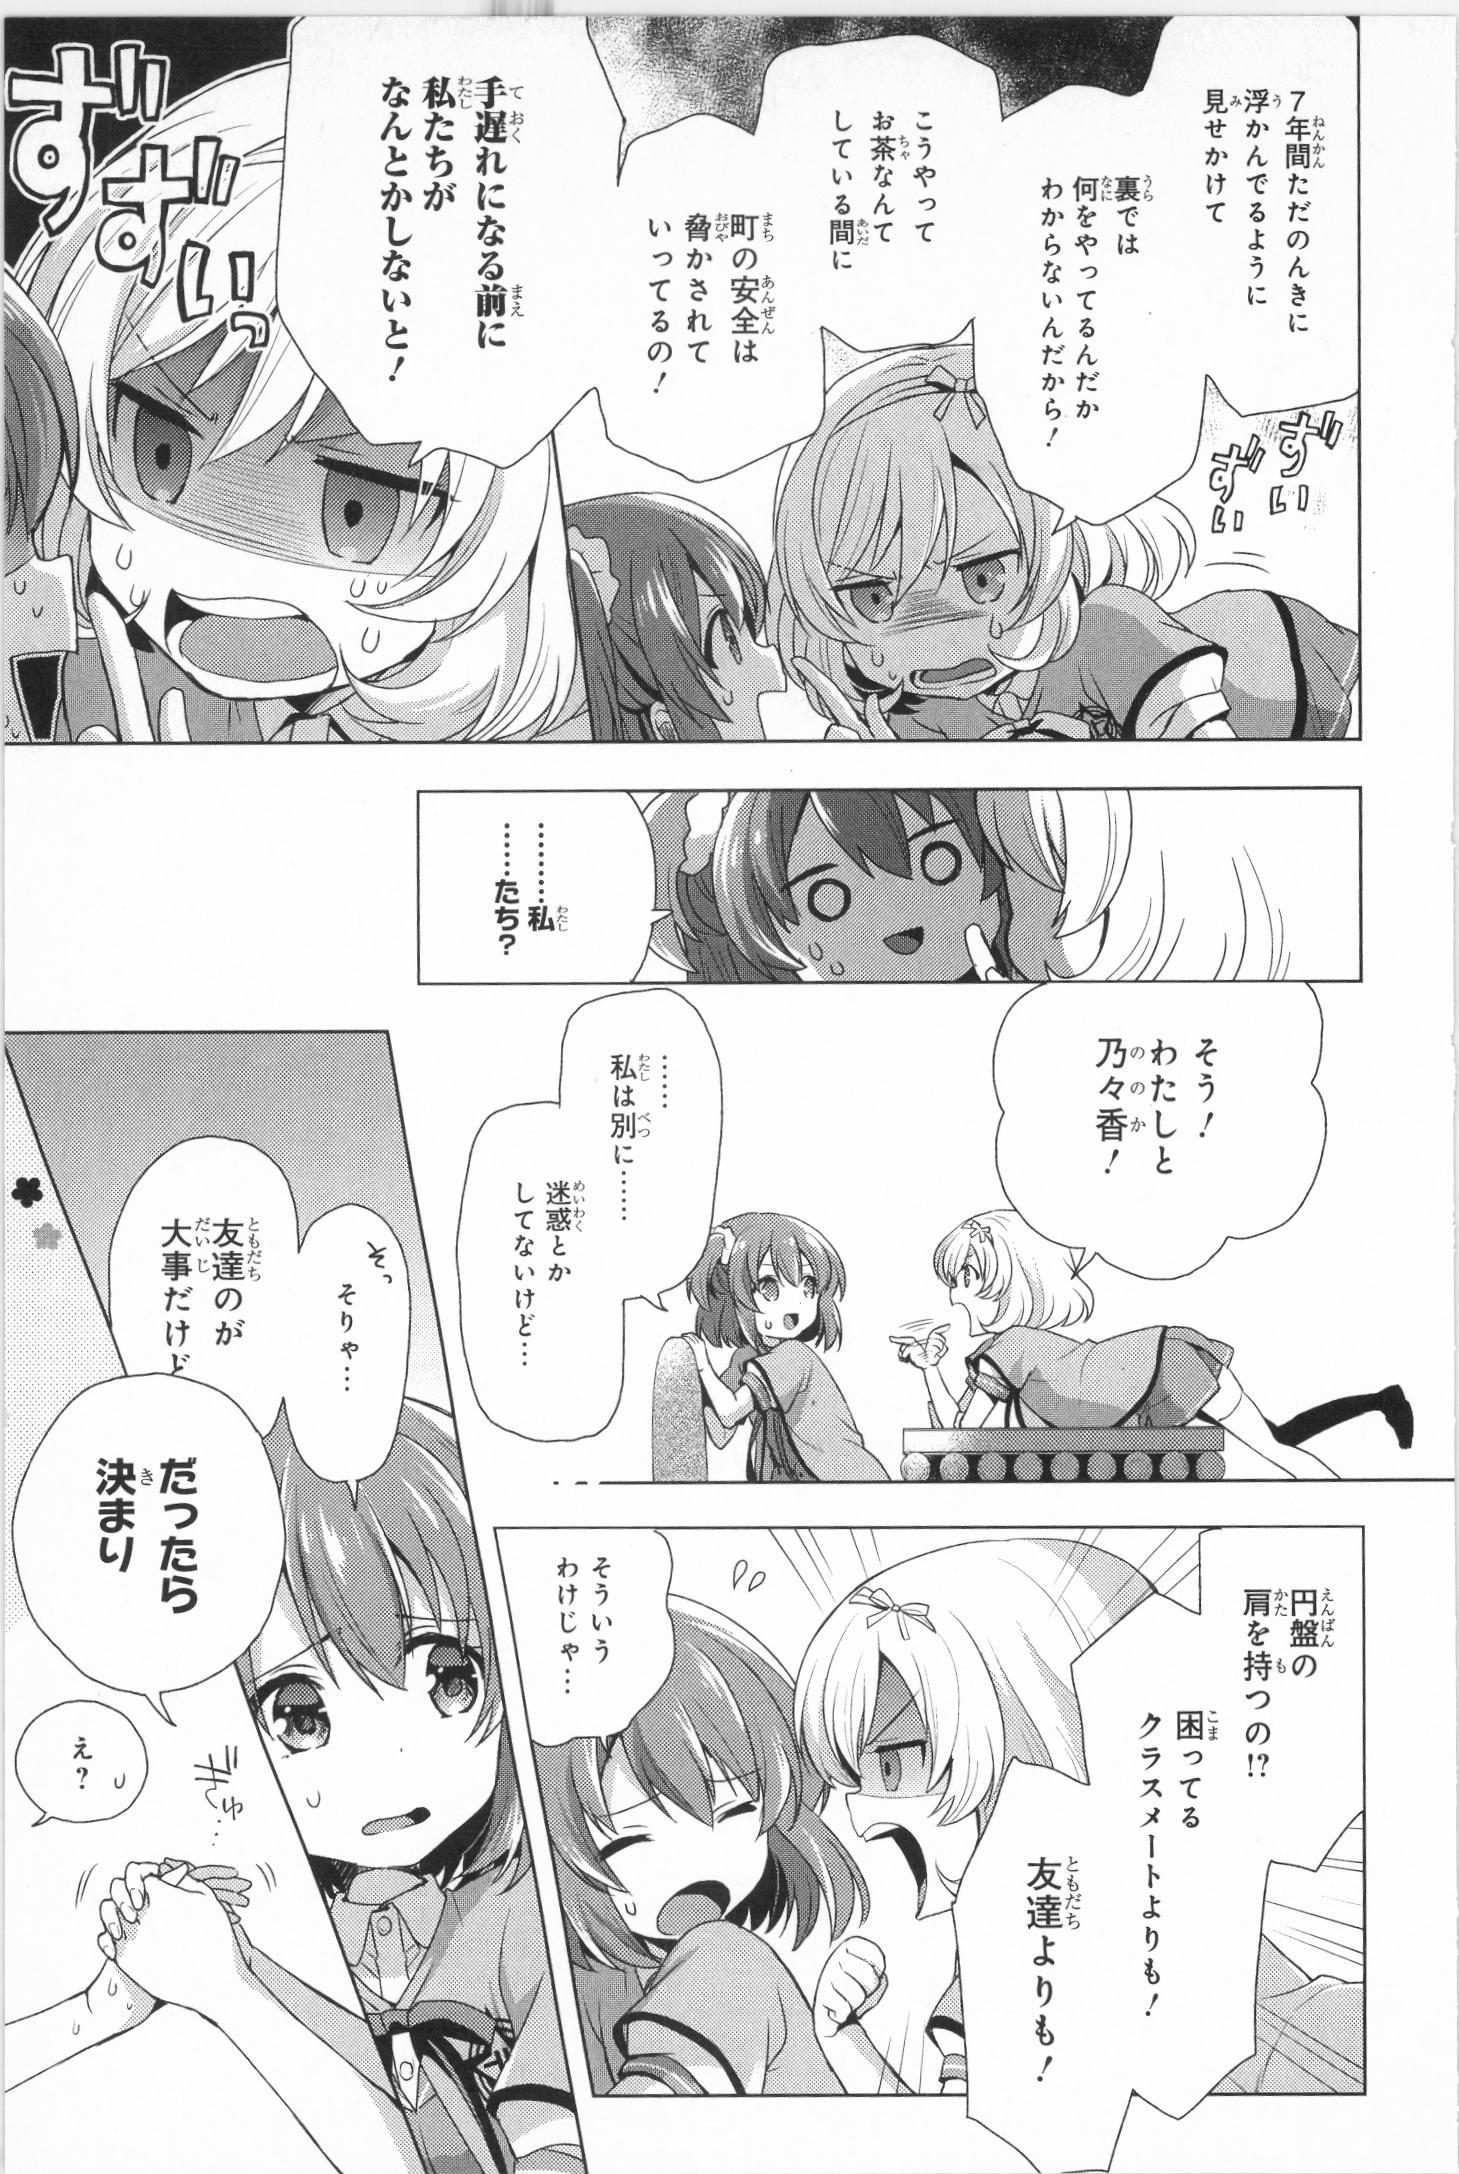 7年間ただのんきに
浮かんでるように
見せかけて
裏では
何をやってるんだか
わからないんだから!
ずいずい
こうやって
お茶なんて
している間に
町の安全は
脅かされて
いってるの!
手遅れになる前に
私たちが
なんとかしないと!
ずずいっ
…………私
……たち?
そう!
わたしと
乃々香!
……
私は別に……
迷惑とか
してないけど…
円盤の
肩を持つの!?
困ってる
クラスメートよりも!
友達よりも!
そういう
わけじゃ…
そっ
そりゃ…
友達のが
大事だけど
だったら
決まり
え?
ぎゅ…